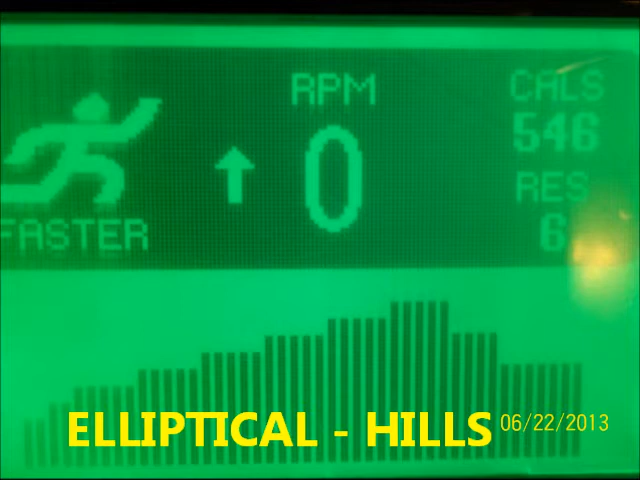 RPM
CALS
546
0
RES
6
FASTER
ELLIPTICAL - HILLS
06/22/2013